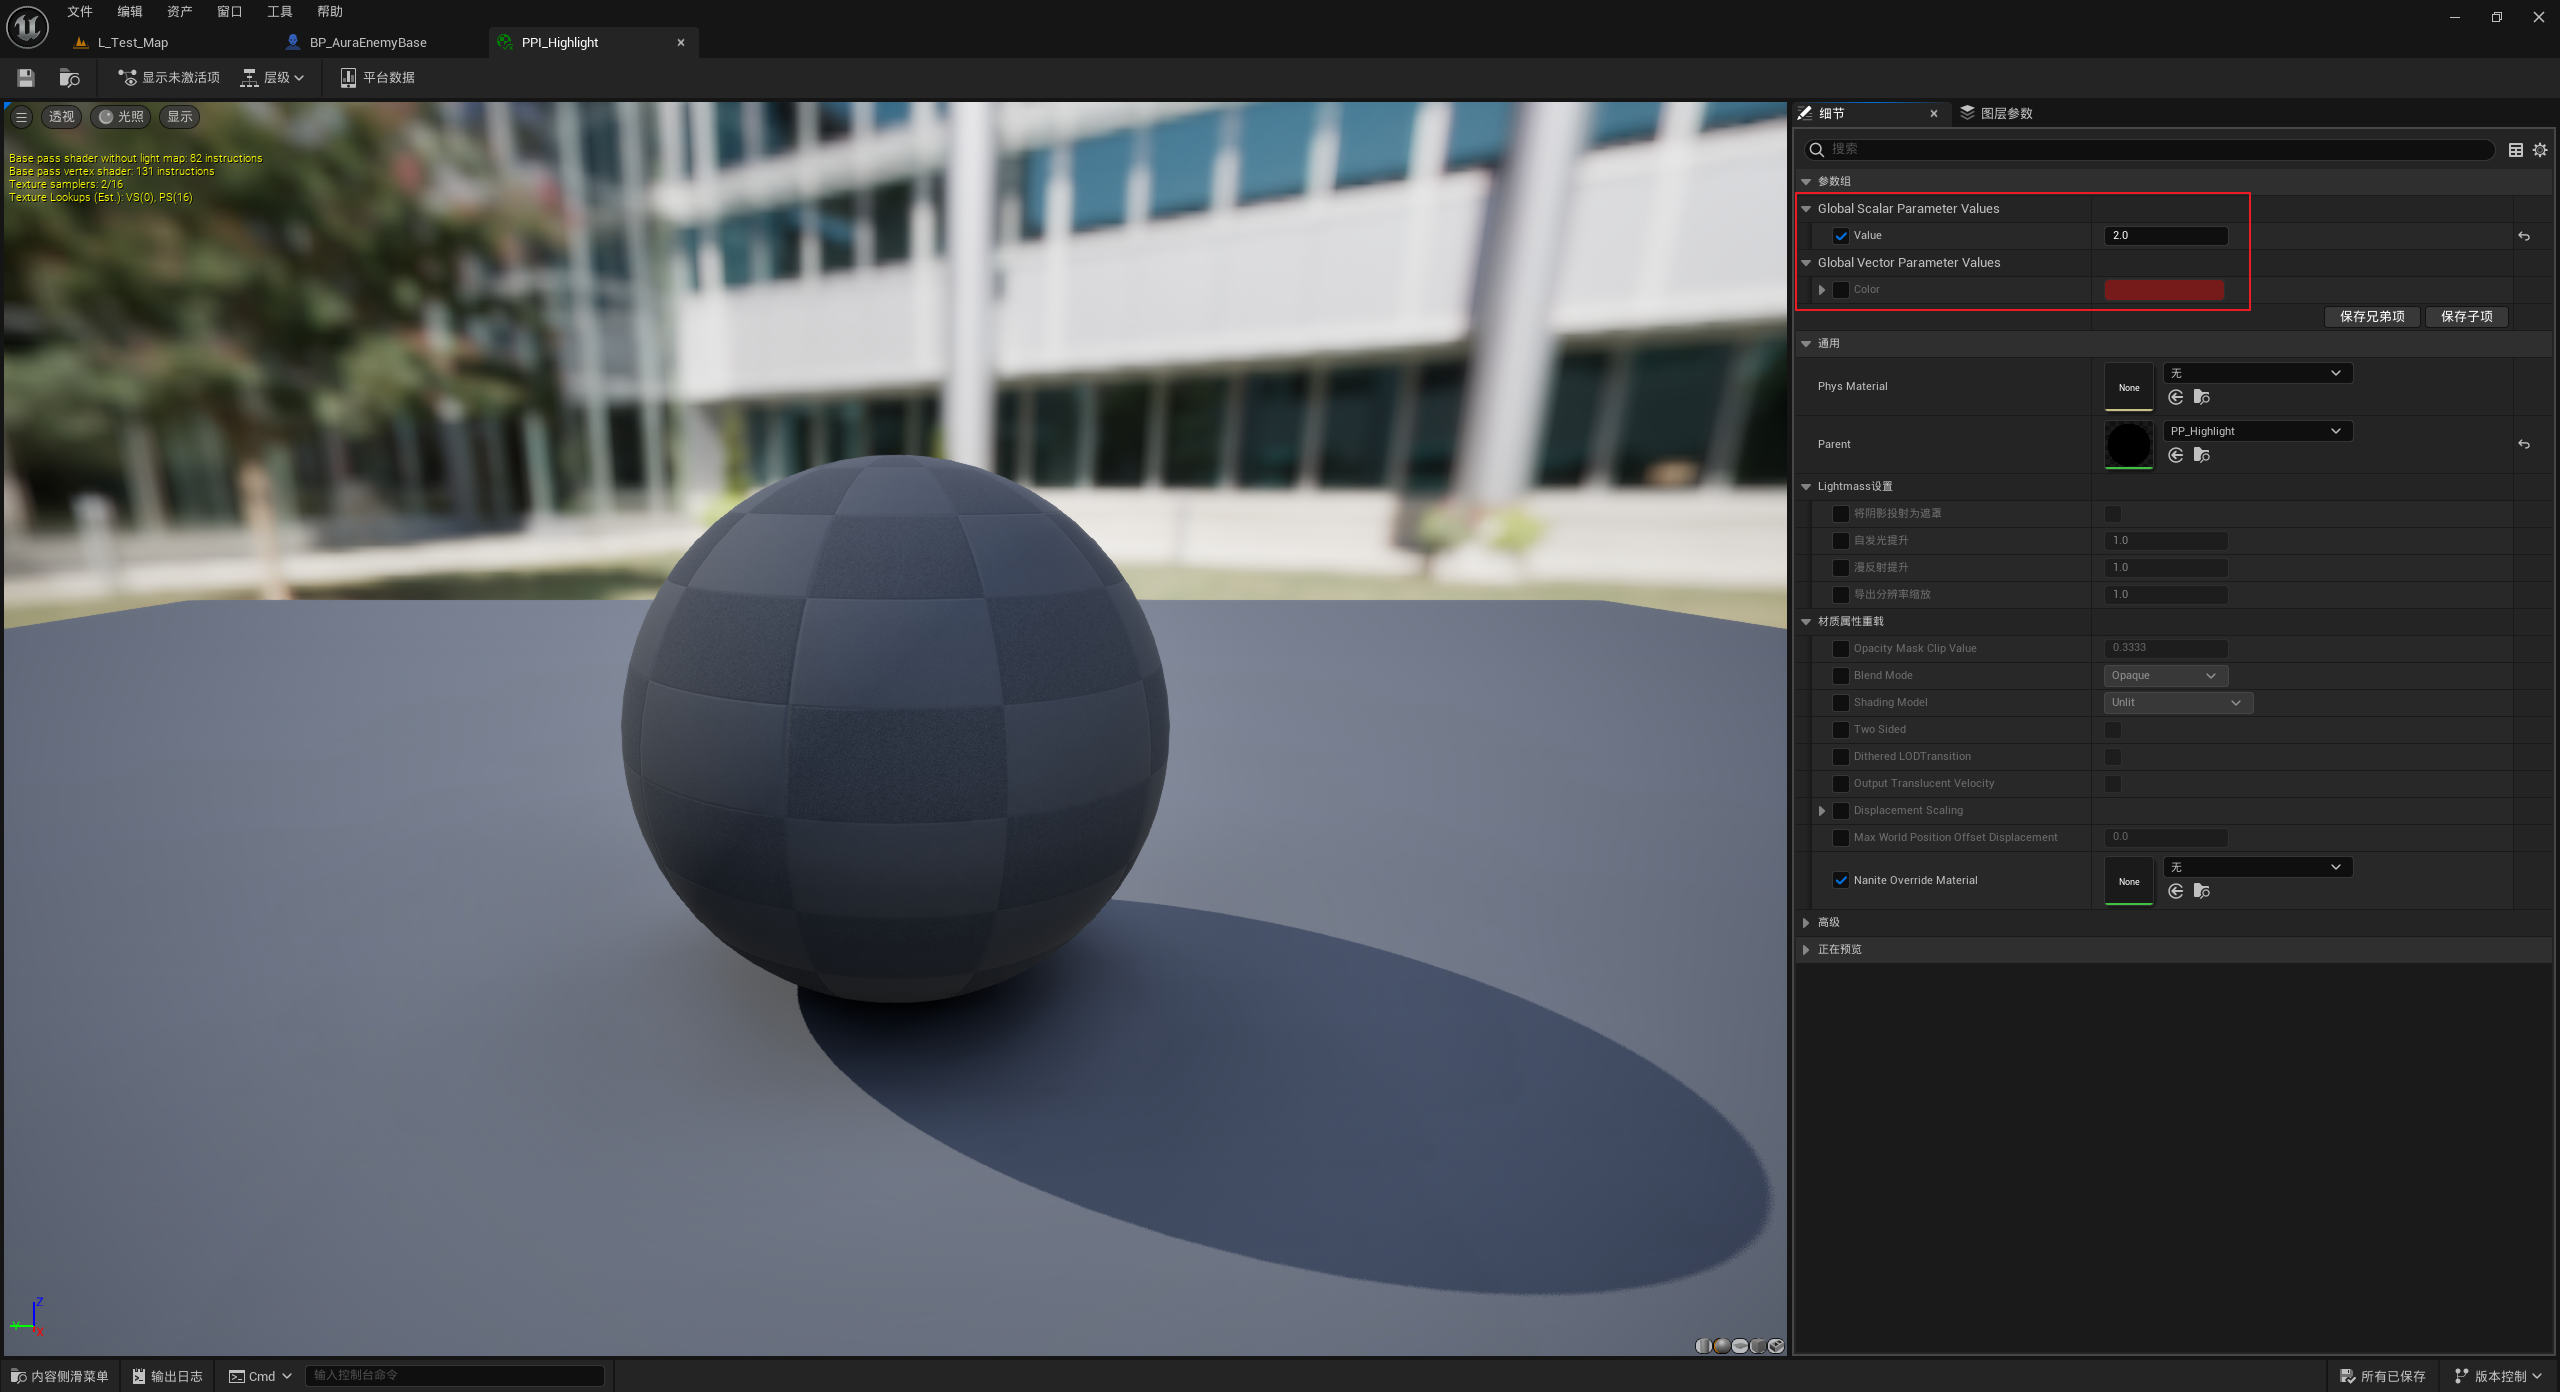 文件 编辑 资产 窗口 工具 帮助
L_Test_Map BP_AuraEnemyBase PPI_Highlight
显示未激活项 层级 平台数据
透视 光照 显示
Base pass shader without light map: 82 instructions
Base pass vertex shader: 131 instructions
Texture samplers: 2/16
Texture Lookups (Est.): VS(0), PS(16)
Z
Y
X
细节 图层参数
搜索
参数组
Global Scalar Parameter Values
Value 2.0
Global Vector Parameter Values
Color
保存兄弟项 保存子项
通用
Phys Material None 无
Parent PP_Highlight
Lightmass设置
将阴影投射为遮罩
自发光提升 1.0
漫反射提升 1.0
导出分辨率缩放 1.0
材质属性重载
Opacity Mask Clip Value 0.3333
Blend Mode Opaque
Shading Model Unlit
Two Sided
Dithered LODTransition
Output Translucent Velocity
Displacement Scaling
Max World Position Offset Displacement 0.0
Nanite Override Material None 无
高级
正在预览
内容侧滑菜单 输出日志 Cmd 输入控制台命令 所有已保存 版本控制